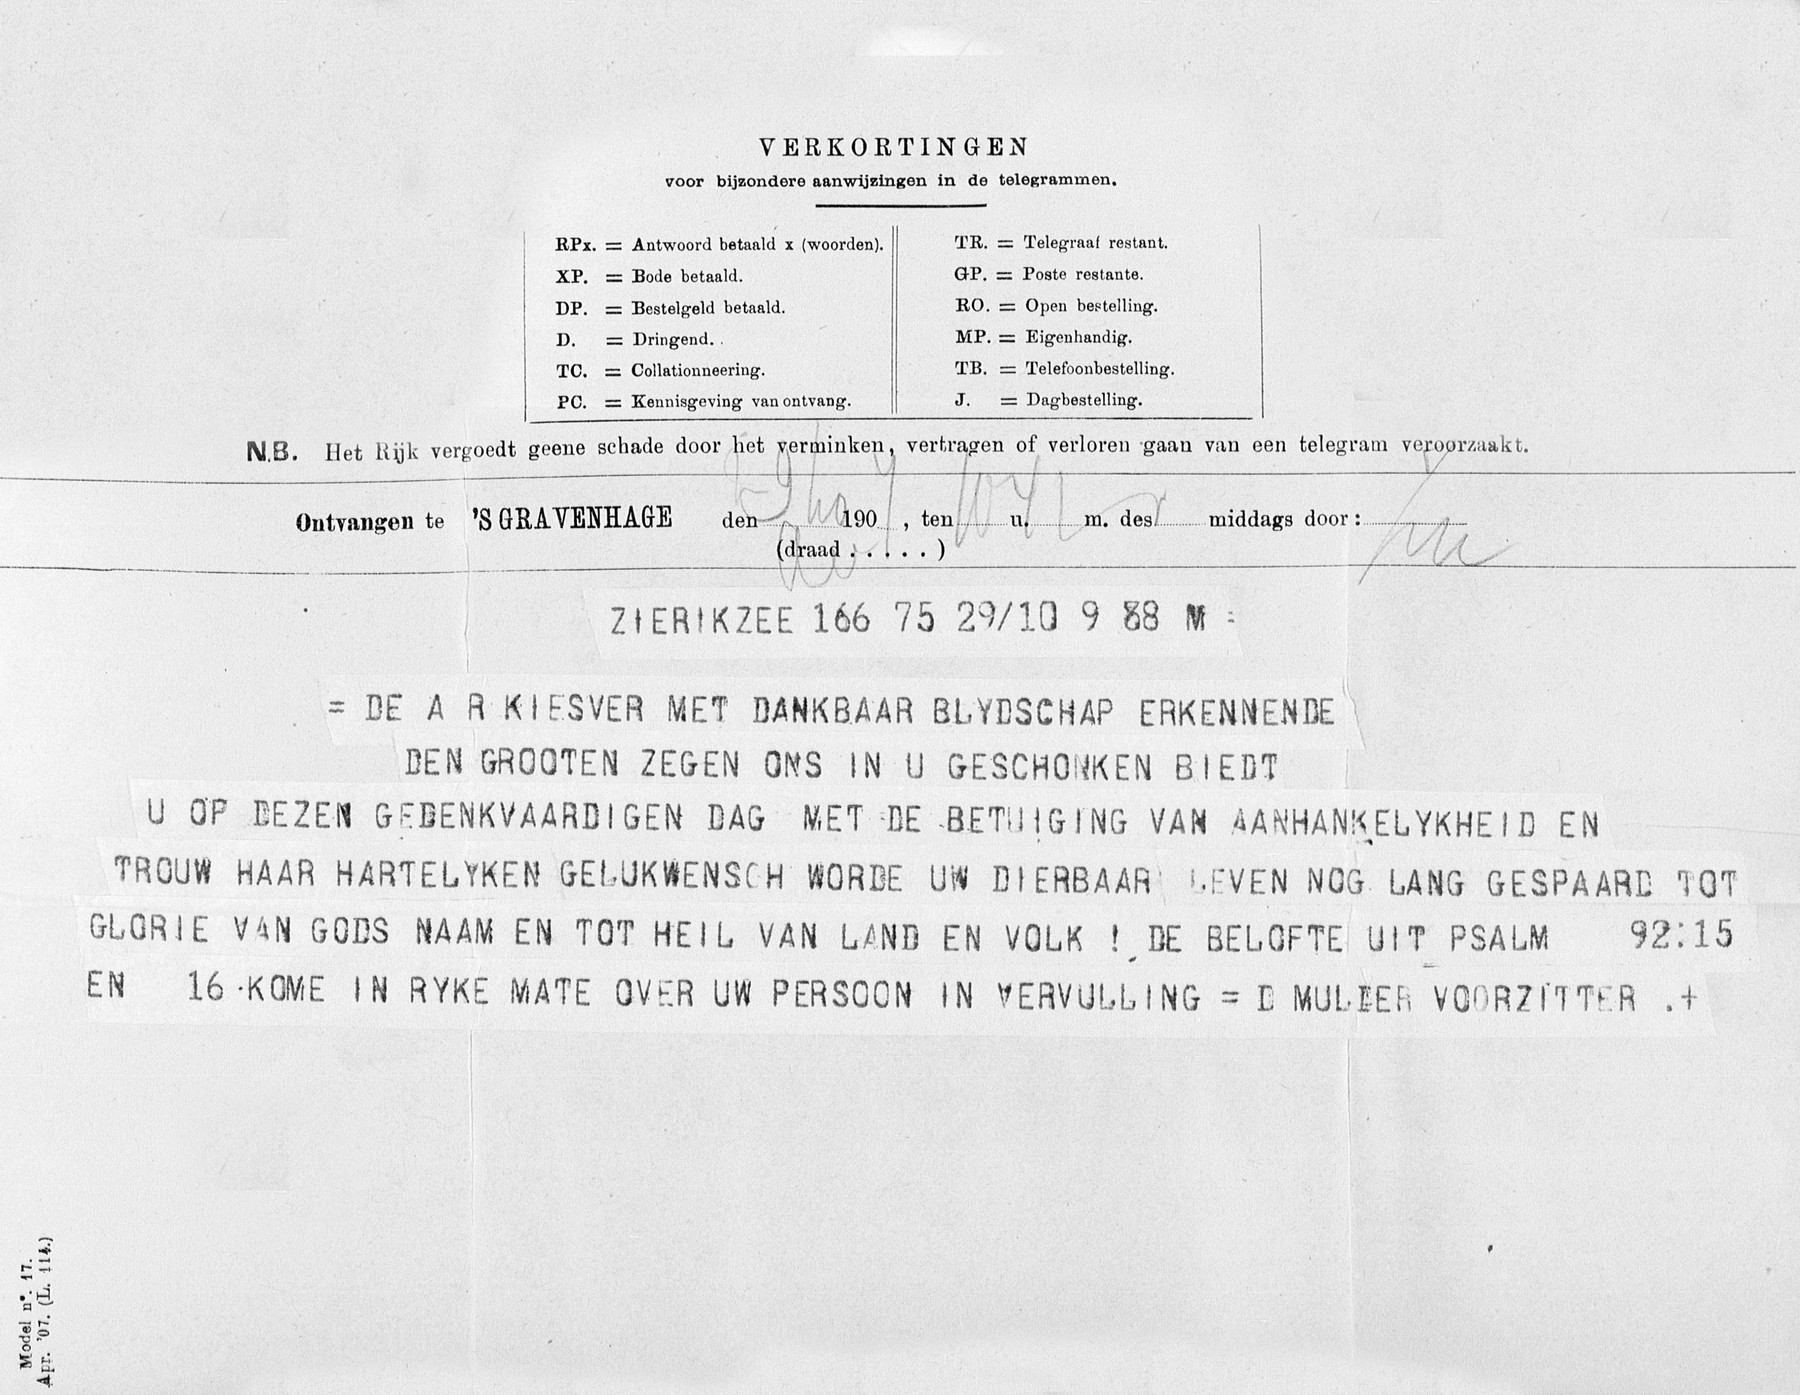 VERKORTINGEN
voor bijzondere aanwijzingen in de telegrammen.
RPx. = Antwoord betaald x (woorden).
XP. = Bode betaald.
DP. = Bestelgeld betaald.
D. = Dringend.
TC. = Collationneering.
PC. = Kennisgeving van ontvang.
TR. = Telegraaf restant.
GP. = Poste restante.
RO. = Open bestelling.
MP. = Eigenhandig.
TB. = Telefoonbestelling.
J. = Dagbestelling.
N.B. Het Rijk vergoedt geene schade door het verminken, vertragen of verloren gaan van een telegram veroorzaakt.
Ontvangen te 'S GRAVENHAGE den 190 , ten u. m. des middags door:
(draad . . . . . )
ZIERIKZEE 166 75 29/10 9 M =
= DE A R KIESVER MET DANKBAAR BLYDSCHAP ERKENNENDE
DEN GROOTEN ZEGEN ONS IN U GESCHONKEN BIEDT
U OP DEZEN GEDENKVAARDIGEN DAG MET DE BETUIGING VAN AANHANKELYKHEID EN
TROUW HAAR HARTELYKEN GELUKWENSCH WORDE UW DIERBAAR LEVEN NOG LANG GESPAARD TOT
GLORIE VAN GODS NAAM EN TOT HEIL VAN LAND EN VOLK ! DE BELOFTE UIT PSALM 92:15
EN 16 KOME IN RYKE MATE OVER UW PERSOON IN VERVULLING = D MULDER VOORZITTER .+
Model nº. 17.
Apr. '07. (L. 114.)